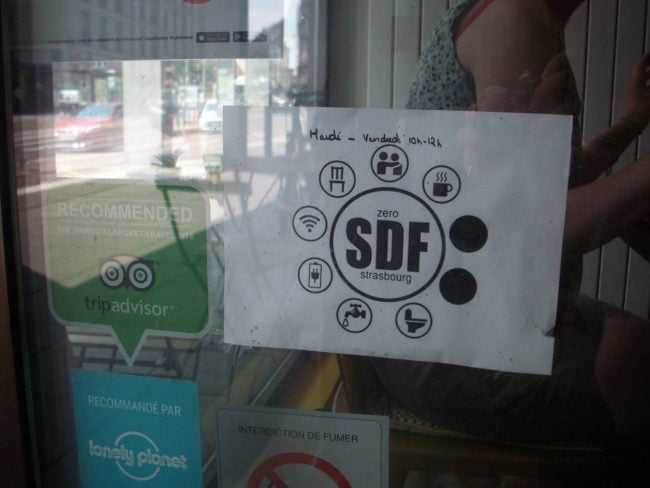 Mardi - Vendredi 10h-12h
zero
SDF
strasbourg
RECOMMENDED
THE WORLD'S LARGEST TRAVEL SITE
tripadvisor
RECOMMANDÉ PAR
lonely planet
INTERDICTION DE FUMER